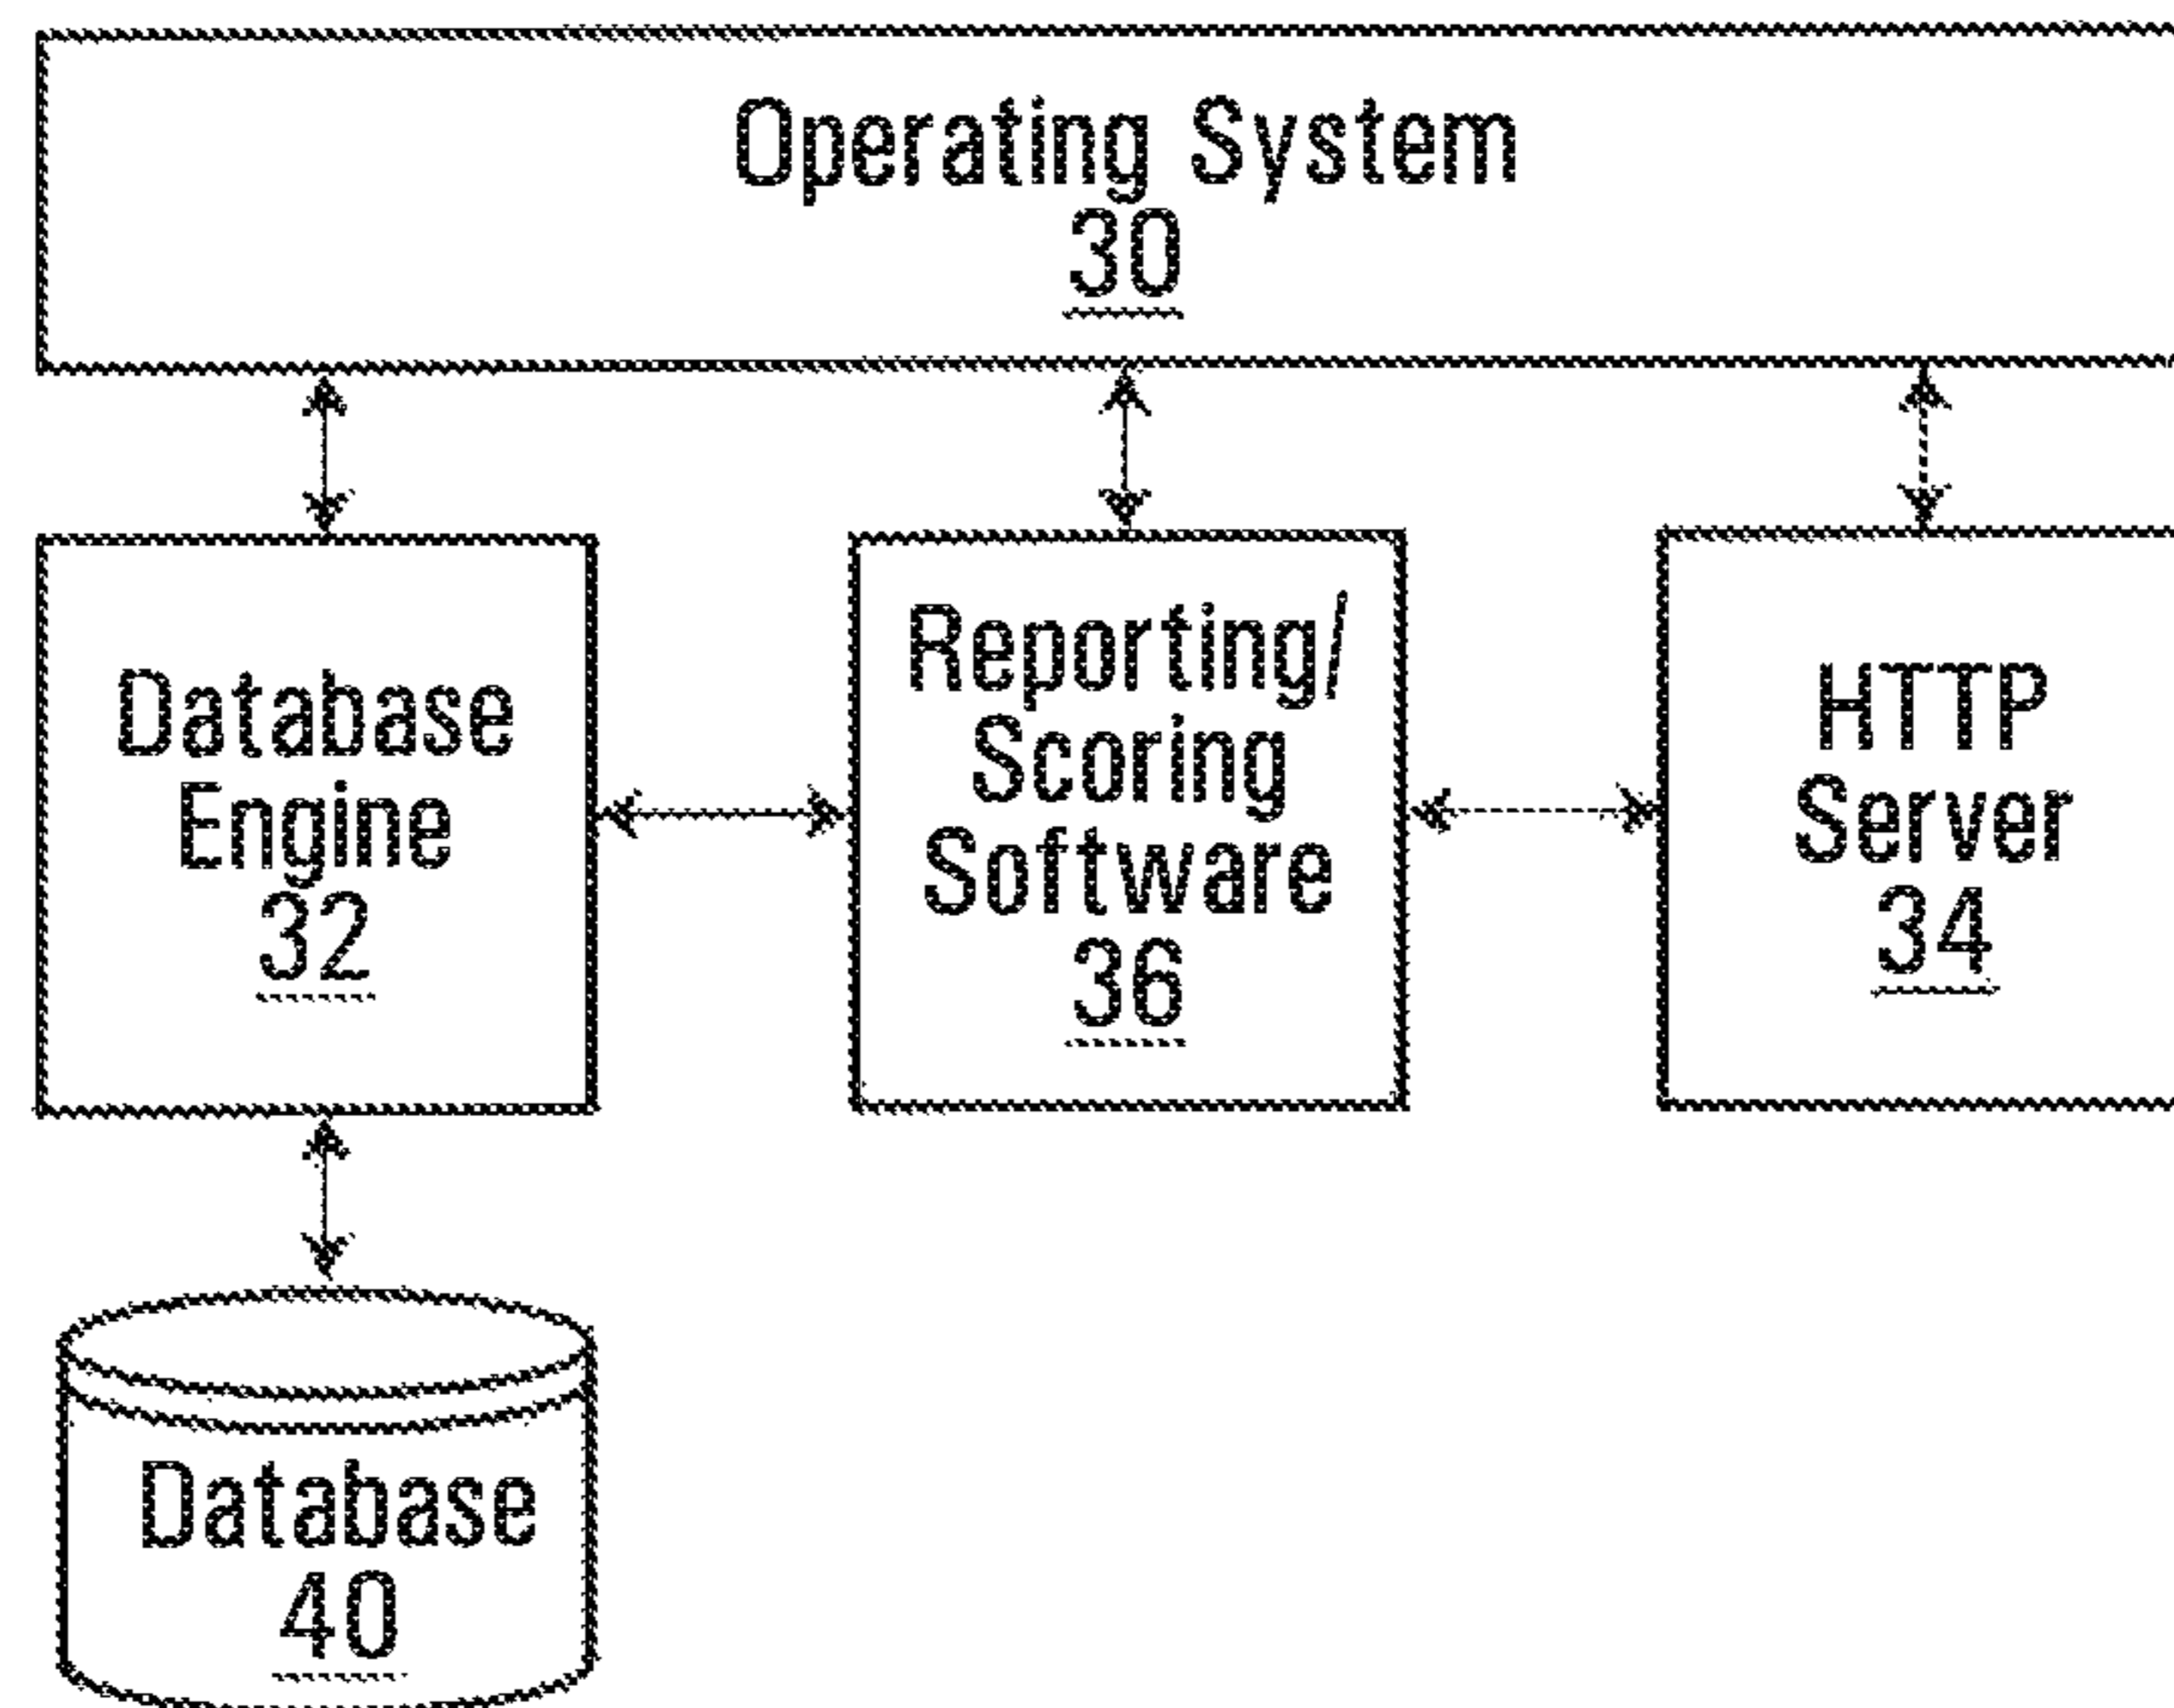 Operating System
30
Database
Engine
32
Reporting/
Scoring
Software
36
HTTP
Server
34
Database
40